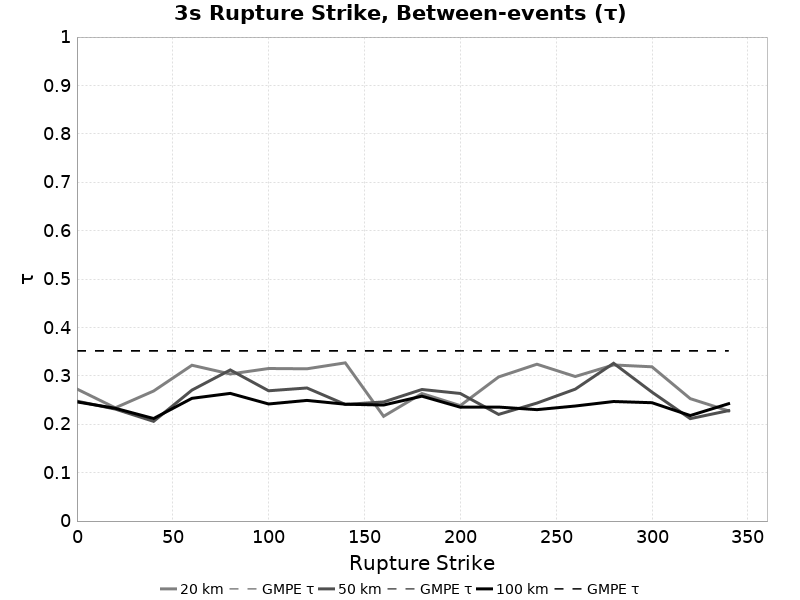 3s Rupture Strike, Between-events (τ)
1
0.9
0.8
0.7
0.6
0.5
0.4
0.3
0.2
0.1
0
τ
0 50 100 150 200 250 300 350
Rupture Strike
20 km GMPE τ 50 km GMPE τ 100 km GMPE τ